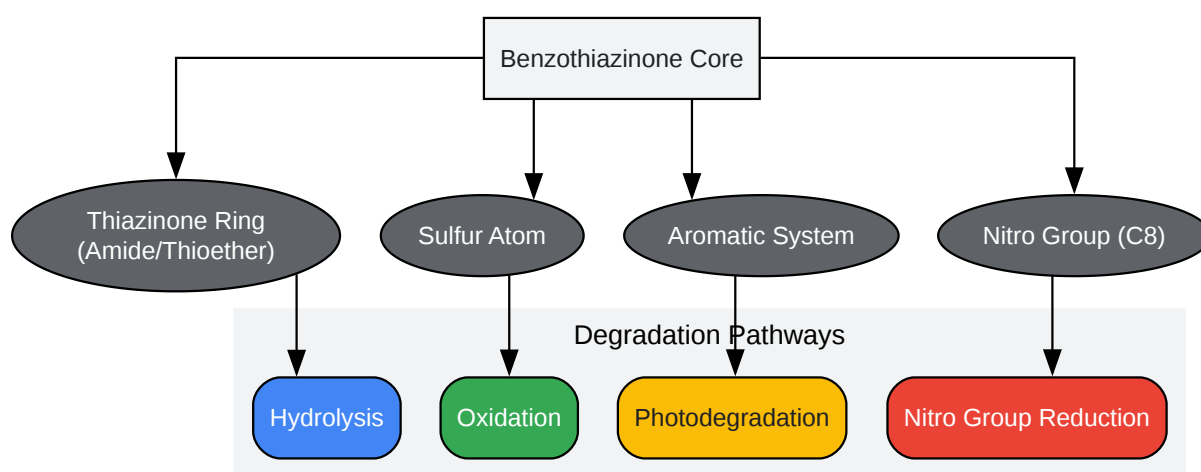 Benzothiazinone Core
Thiazinone Ring
(Amide/Thioether)
Sulfur Atom
Aromatic System
Nitro Group (C8)
Degradation Pathways
Hydrolysis
Oxidation
Photodegradation
Nitro Group Reduction